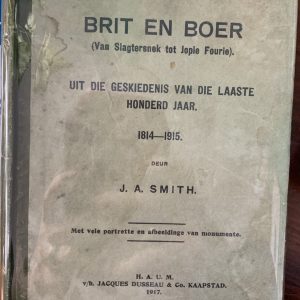 BRIT EN BOER
(Van Slagtersnek tot Jopie Fourie).
UIT DIE GESKIEDENIS VAN DIE LAASTE
HONDERD JAAR.
1814—1915.
DEUR
J. A. SMITH.
Met vele portrette en afbeeldinge van monumente.
H. A. U. M.
v/h. JACQUES DUSSEAU & Co. KAAPSTAD.
1917.